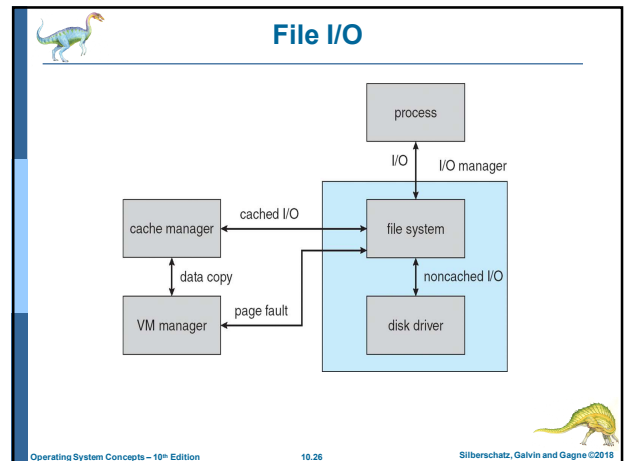 File I/O
process
I/O
I/O manager
cache manager
cached I/O
file system
data copy
noncached I/O
page fault
VM manager
disk driver
Operating System Concepts – 10th Edition
10.26
Silberschatz, Galvin and Gagne ©2018